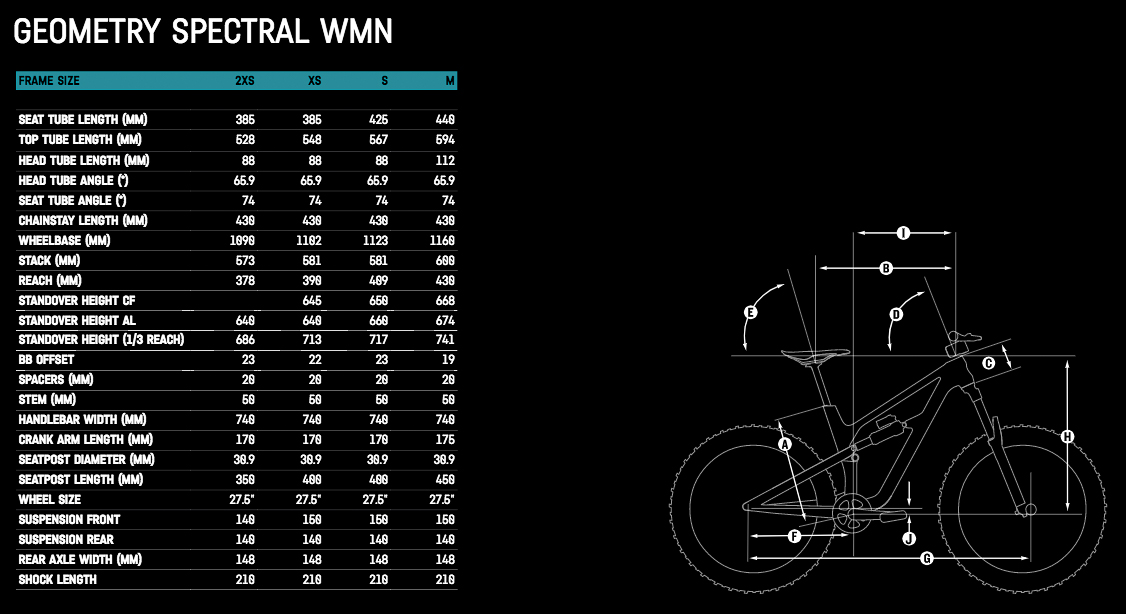 GEOMETRY SPECTRAL WMN
FRAME SIZE 2XS XS S M
SEAT TUBE LENGTH (MM) 385 385 425 440
TOP TUBE LENGTH (MM) 528 548 567 594
HEAD TUBE LENGTH (MM) 88 88 88 112
HEAD TUBE ANGLE (°) 65.9 65.9 65.9 65.9
SEAT TUBE ANGLE (°) 74 74 74 74
CHAINSTAY LENGTH (MM) 430 430 430 430
WHEELBASE (MM) 1090 1102 1123 1160
STACK (MM) 573 581 581 600
REACH (MM) 378 390 409 430
STANDOVER HEIGHT CF 645 650 668
STANDOVER HEIGHT AL 640 640 660 674
STANDOVER HEIGHT (1/3 REACH) 686 713 717 741
BB OFFSET 23 22 23 19
SPACERS (MM) 20 20 20 20
STEM (MM) 50 50 50 50
HANDLEBAR WIDTH (MM) 740 740 740 740
CRANK ARM LENGTH (MM) 170 170 170 175
SEATPOST DIAMETER (MM) 30.9 30.9 30.9 30.9
SEATPOST LENGTH (MM) 350 400 400 450
WHEEL SIZE 27.5" 27.5" 27.5" 27.5"
SUSPENSION FRONT 140 150 150 150
SUSPENSION REAR 140 140 140 140
REAR AXLE WIDTH (MM) 148 148 148 148
SHOCK LENGTH 210 210 210 210
I
B
E
D
C
H
A
F
J
G